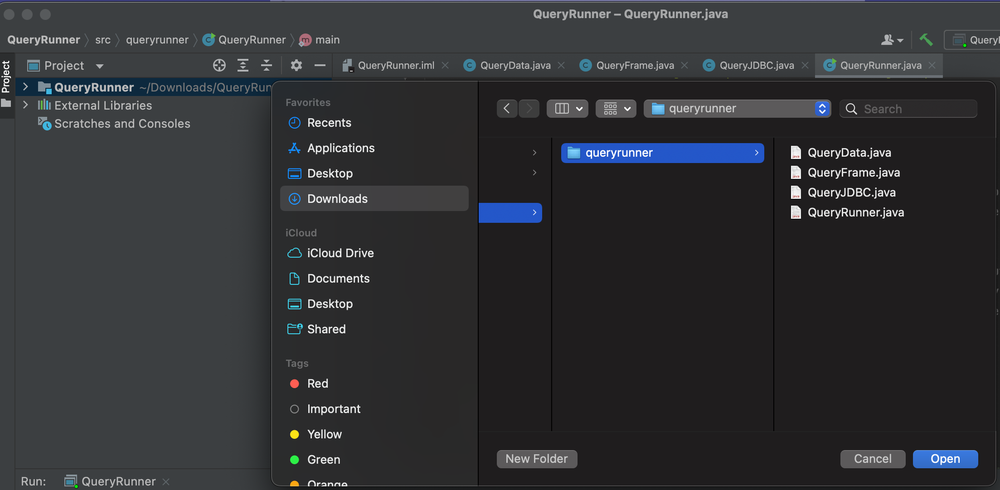 QueryRunner – QueryRunner.java
QueryRunner src queryrunner QueryRunner main
Project
Project
QueryRunner.iml QueryData.java QueryFrame.java QueryJDBC.java QueryRunner.java
QueryRunner ~/Downloads/QueryRun
External Libraries
Scratches and Consoles
Favorites
Recents
Applications
Desktop
Downloads
iCloud
iCloud Drive
Documents
Desktop
Shared
Tags
Red
Important
Yellow
Green
Orange
queryrunner
Search
queryrunner
QueryData.java
QueryFrame.java
QueryJDBC.java
QueryRunner.java
New Folder
Cancel
Open
Run: QueryRunner